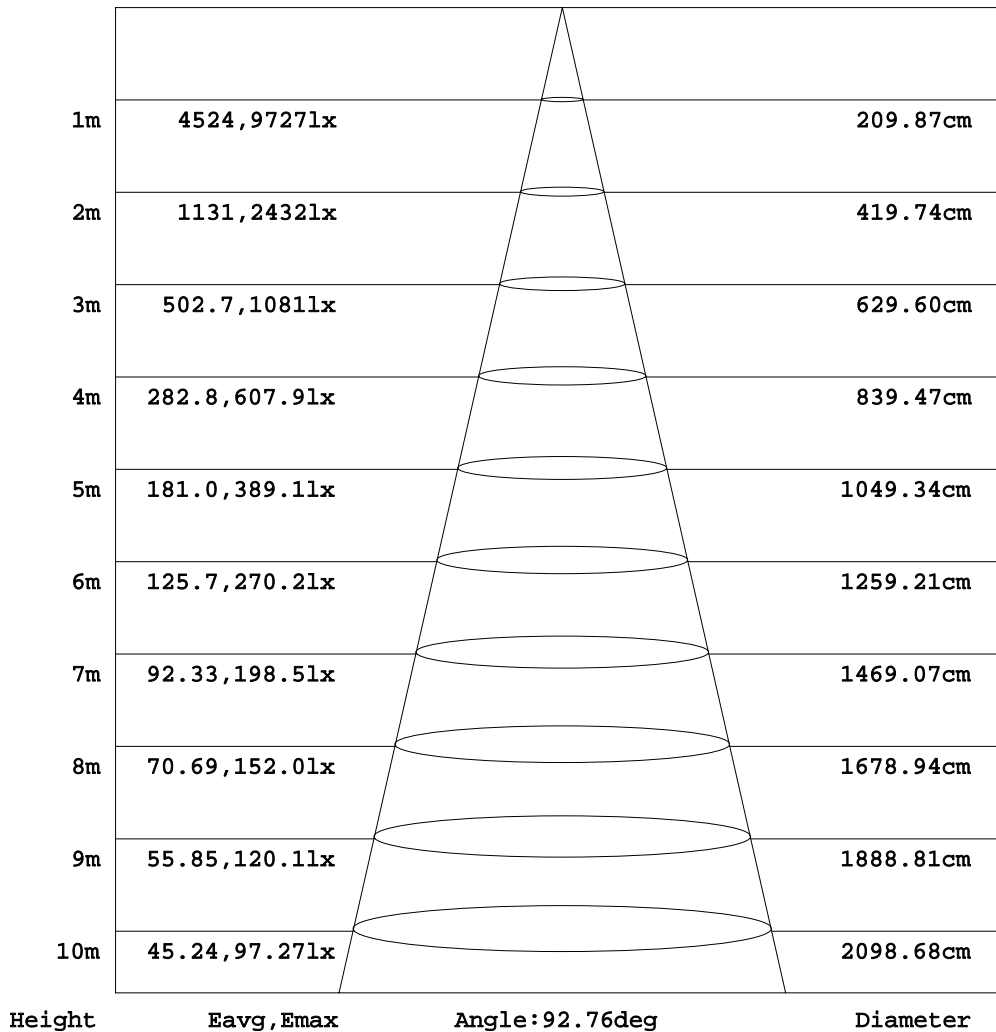 1m 4524,9727lx 209.87cm
2m 1131,2432lx 419.74cm
3m 502.7,1081lx 629.60cm
4m 282.8,607.9lx 839.47cm
5m 181.0,389.1lx 1049.34cm
6m 125.7,270.2lx 1259.21cm
7m 92.33,198.5lx 1469.07cm
8m 70.69,152.0lx 1678.94cm
9m 55.85,120.1lx 1888.81cm
10m 45.24,97.27lx 2098.68cm
Height Eavg,Emax Angle:92.76deg Diameter